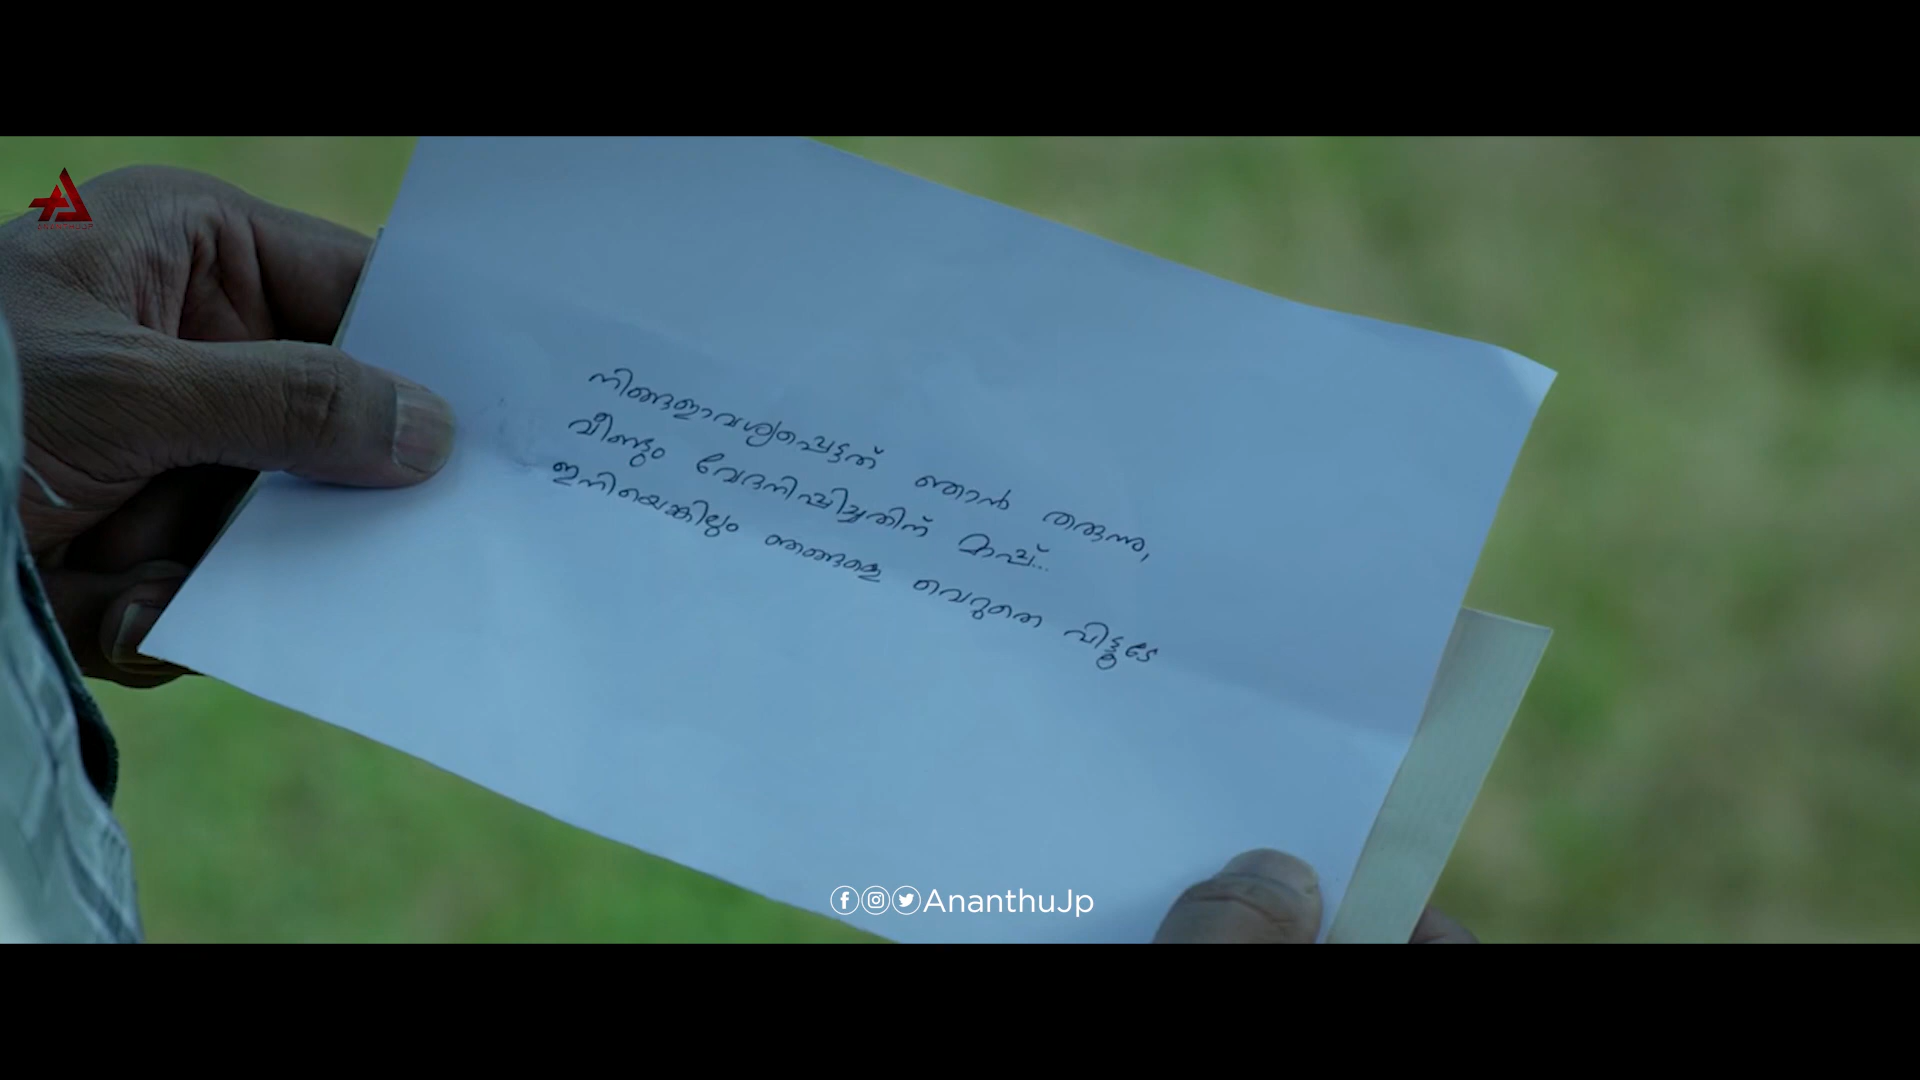 നിങ്ങളാവശ്യപ്പെട്ടത് ഞാൻ തരുന്നു,
വീണ്ടും വേദനിപ്പിച്ചതിന് മാപ്പ്...
ഇനിയെങ്കിലും ഞങ്ങളെ വെറുതെ വിട്ടൂടേ
AnanthuJp